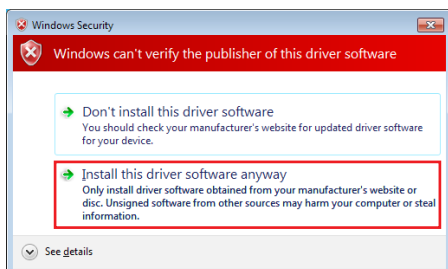 Windows Security
Windows can't verify the publisher of this driver software
Don't install this driver software
You should check your manufacturer's website for updated driver software
for your device.
Install this driver software anyway
Only install driver software obtained from your manufacturer's website or
disc. Unsigned software from other sources may harm your computer or steal
information.
See details